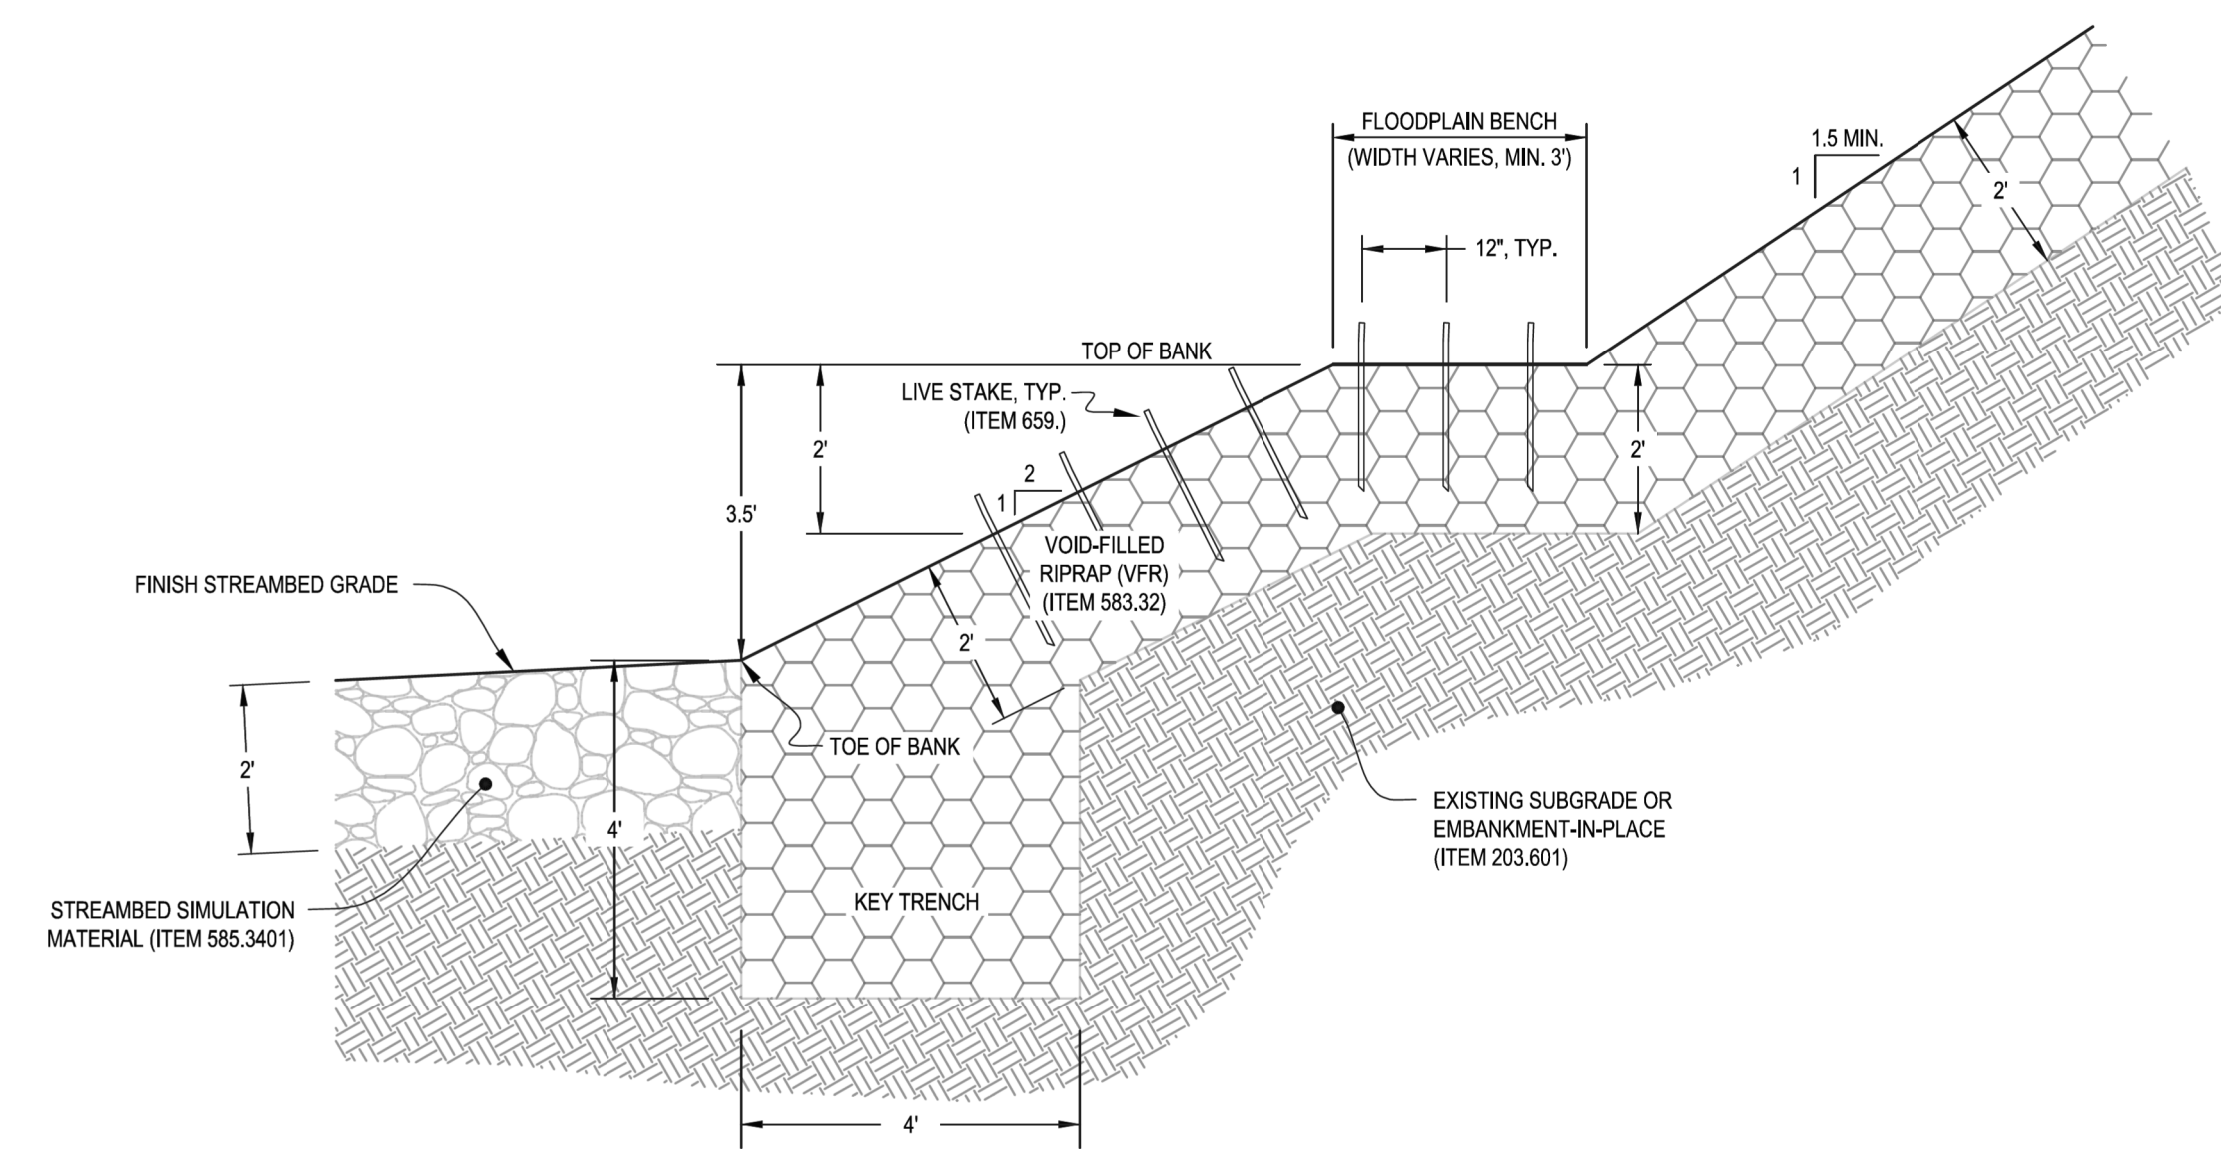 FLOODPLAIN BENCH
(WIDTH VARIES, MIN. 3')
1.5 MIN.
1
2'
12", TYP.
TOP OF BANK
LIVE STAKE, TYP.
(ITEM 659.)
2'
2'
2
1
3.5'
VOID-FILLED
RIPRAP (VFR)
(ITEM 583.32)
FINISH STREAMBED GRADE
2'
TOE OF BANK
2'
4'
EXISTING SUBGRADE OR
EMBANKMENT-IN-PLACE
(ITEM 203.601)
KEY TRENCH
STREAMBED SIMULATION
MATERIAL (ITEM 585.3401)
4'